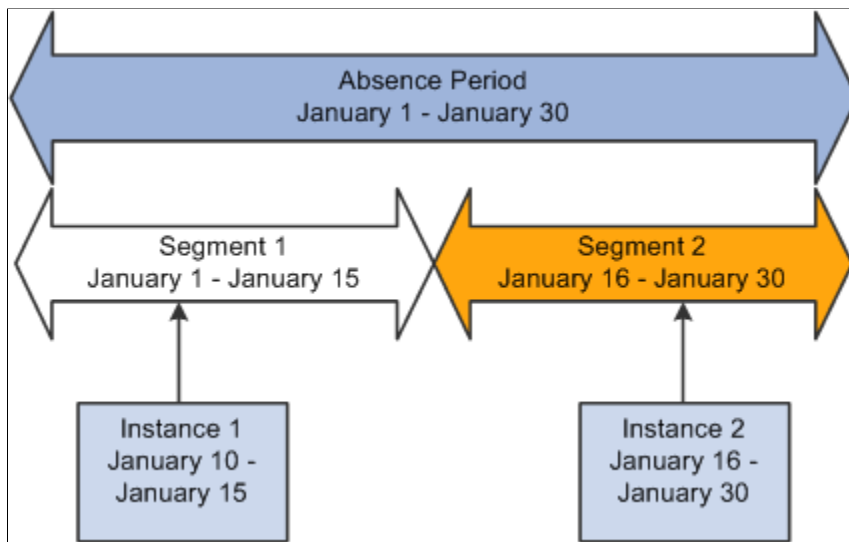 Absence Period
January 1 - January 30
Segment 1
January 1 - January 15
Segment 2
January 16 - January 30
Instance 1
January 10 -
January 15
Instance 2
January 16 -
January 30